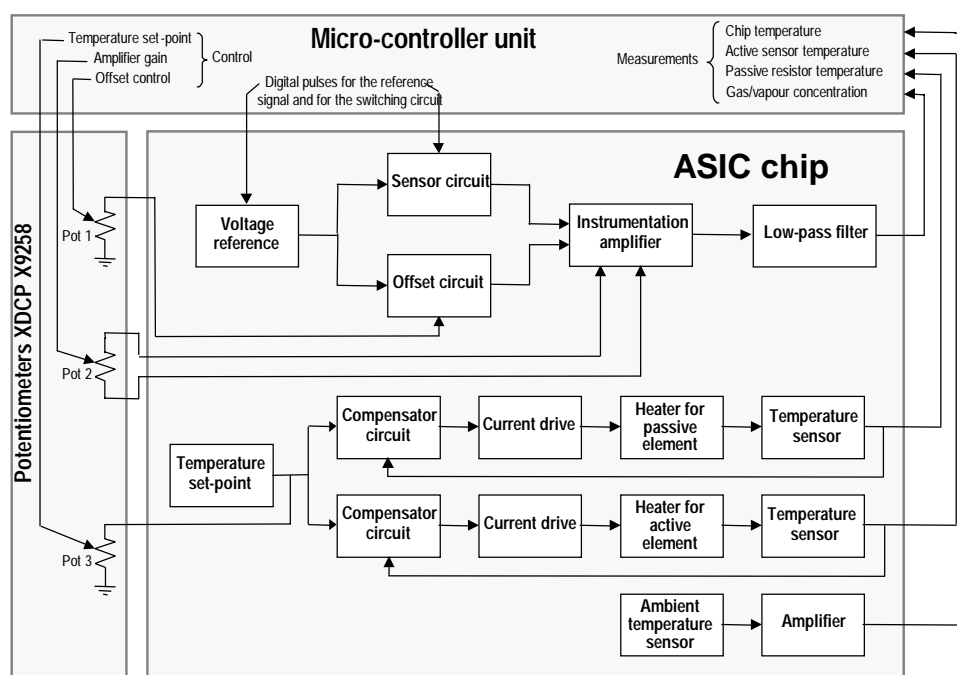 Micro-controller unit
Temperature set-point
Amplifier gain
Offset control
Control
Digital pulses for the reference
signal and for the switching circuit
Measurements
Chip temperature
Active sensor temperature
Passive resistor temperature
Gas/vapour concentration
Potentiometers XDCP X9258
Pot 1
Pot 2
Pot 3
ASIC chip
Voltage
reference
Sensor circuit
Offset circuit
Instrumentation
amplifier
Low-pass filter
Temperature
set-point
Compensator
circuit
Current drive
Heater for
passive
element
Temperature
sensor
Compensator
circuit
Current drive
Heater for
active
element
Temperature
sensor
Ambient
temperature
sensor
Amplifier